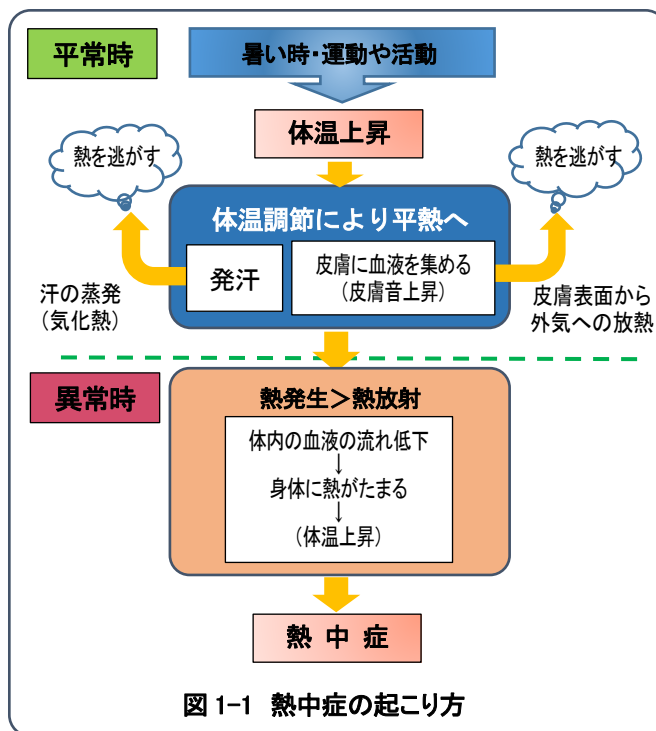 平常時
暑い時・運動や活動
体温上昇
熱を逃がす
熱を逃がす
体温調節により平熱へ
発汗
皮膚に血液を集める
(皮膚音上昇)
汗の蒸発
(気化熱)
皮膚表面から
外気への放熱
異常時
熱発生＞熱放射
体内の血液の流れ低下
↓
身体に熱がたまる
↓
(体温上昇)
熱 中 症
図 1-1 熱中症の起こり方